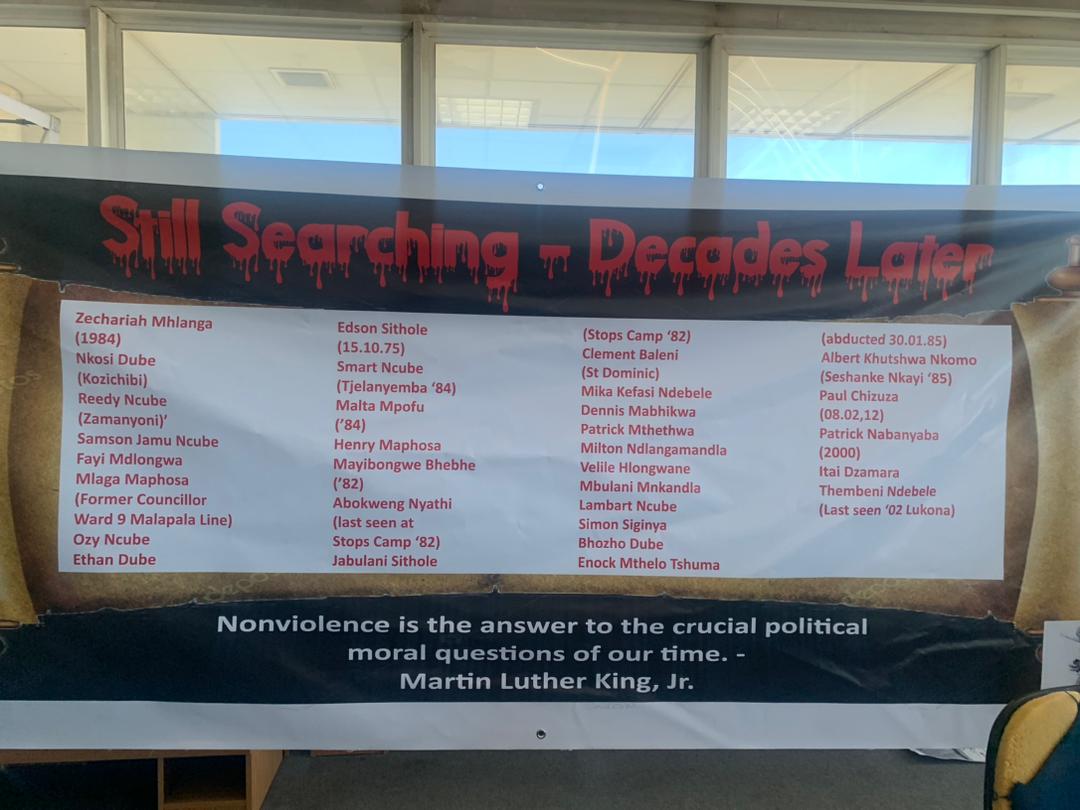 Still Searching - Decades Later
Zechariah Mhlanga
(1984)
Nkosi Dube
(Kozichibi)
Reedy Ncube
(Zamanyoni)'
Samson Jamu Ncube
Fayi Mdlongwa
Mlaga Maphosa
(Former Councillor
Ward 9 Malapala Line)
Ozy Ncube
Ethan Dube
Edson Sithole
(15.10.75)
Smart Ncube
(Tjelanyemba '84)
Malta Mpofu
('84)
Henry Maphosa
Mayibongwe Bhebhe
('82)
Abokweng Nyathi
(last seen at
Stops Camp '82)
Jabulani Sithole
(Stops Camp '82)
Clement Baleni
(St Dominic)
Mika Kefasi Ndebele
Dennis Mabhikwa
Patrick Mthethwa
Milton Ndlangamandla
Velile Hlongwane
Mbulani Mnkandla
Lambart Ncube
Simon Siginya
Bhozho Dube
Enock Mthelo Tshuma
(abducted 30.01.85)
Albert Khutshwa Nkomo
(Seshanke Nkayi '85)
Paul Chizuza
(08.02,12)
Patrick Nabanyaba
(2000)
Itai Dzamara
Thembeni Ndebele
(Last seen '02 Lukona)
Nonviolence is the answer to the crucial political
moral questions of our time. -
Martin Luther King, Jr.